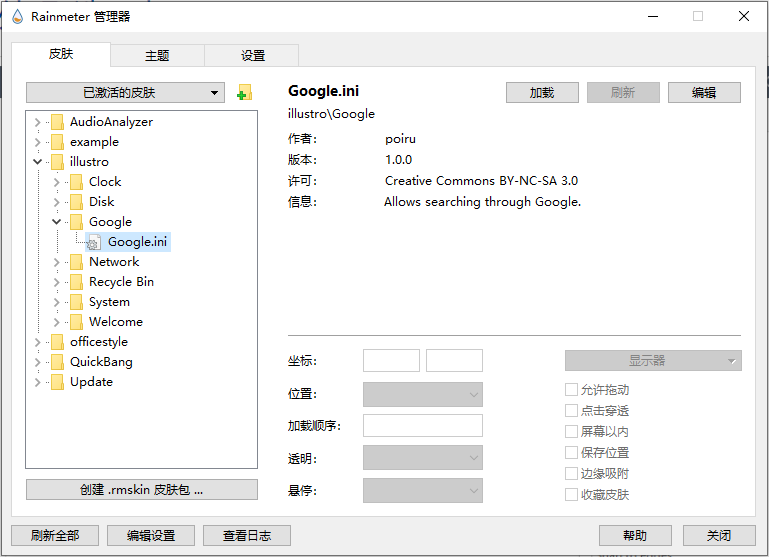 Rainmeter 管理器
皮肤
主题
设置
已激活的皮肤
AudioAnalyzer
example
illustro
Clock
Disk
Google
Google.ini
Network
Recycle Bin
System
Welcome
officestyle
QuickBang
Update
创建 .rmskin 皮肤包 ...
Google.ini
加载
刷新
编辑
illustro\Google
作者: poiru
版本: 1.0.0
许可: Creative Commons BY-NC-SA 3.0
信息: Allows searching through Google.
坐标:
位置:
加载顺序:
透明:
悬停:
显示器
允许拖动
点击穿透
屏幕以内
保存位置
边缘吸附
收藏皮肤
刷新全部
编辑设置
查看日志
帮助
关闭